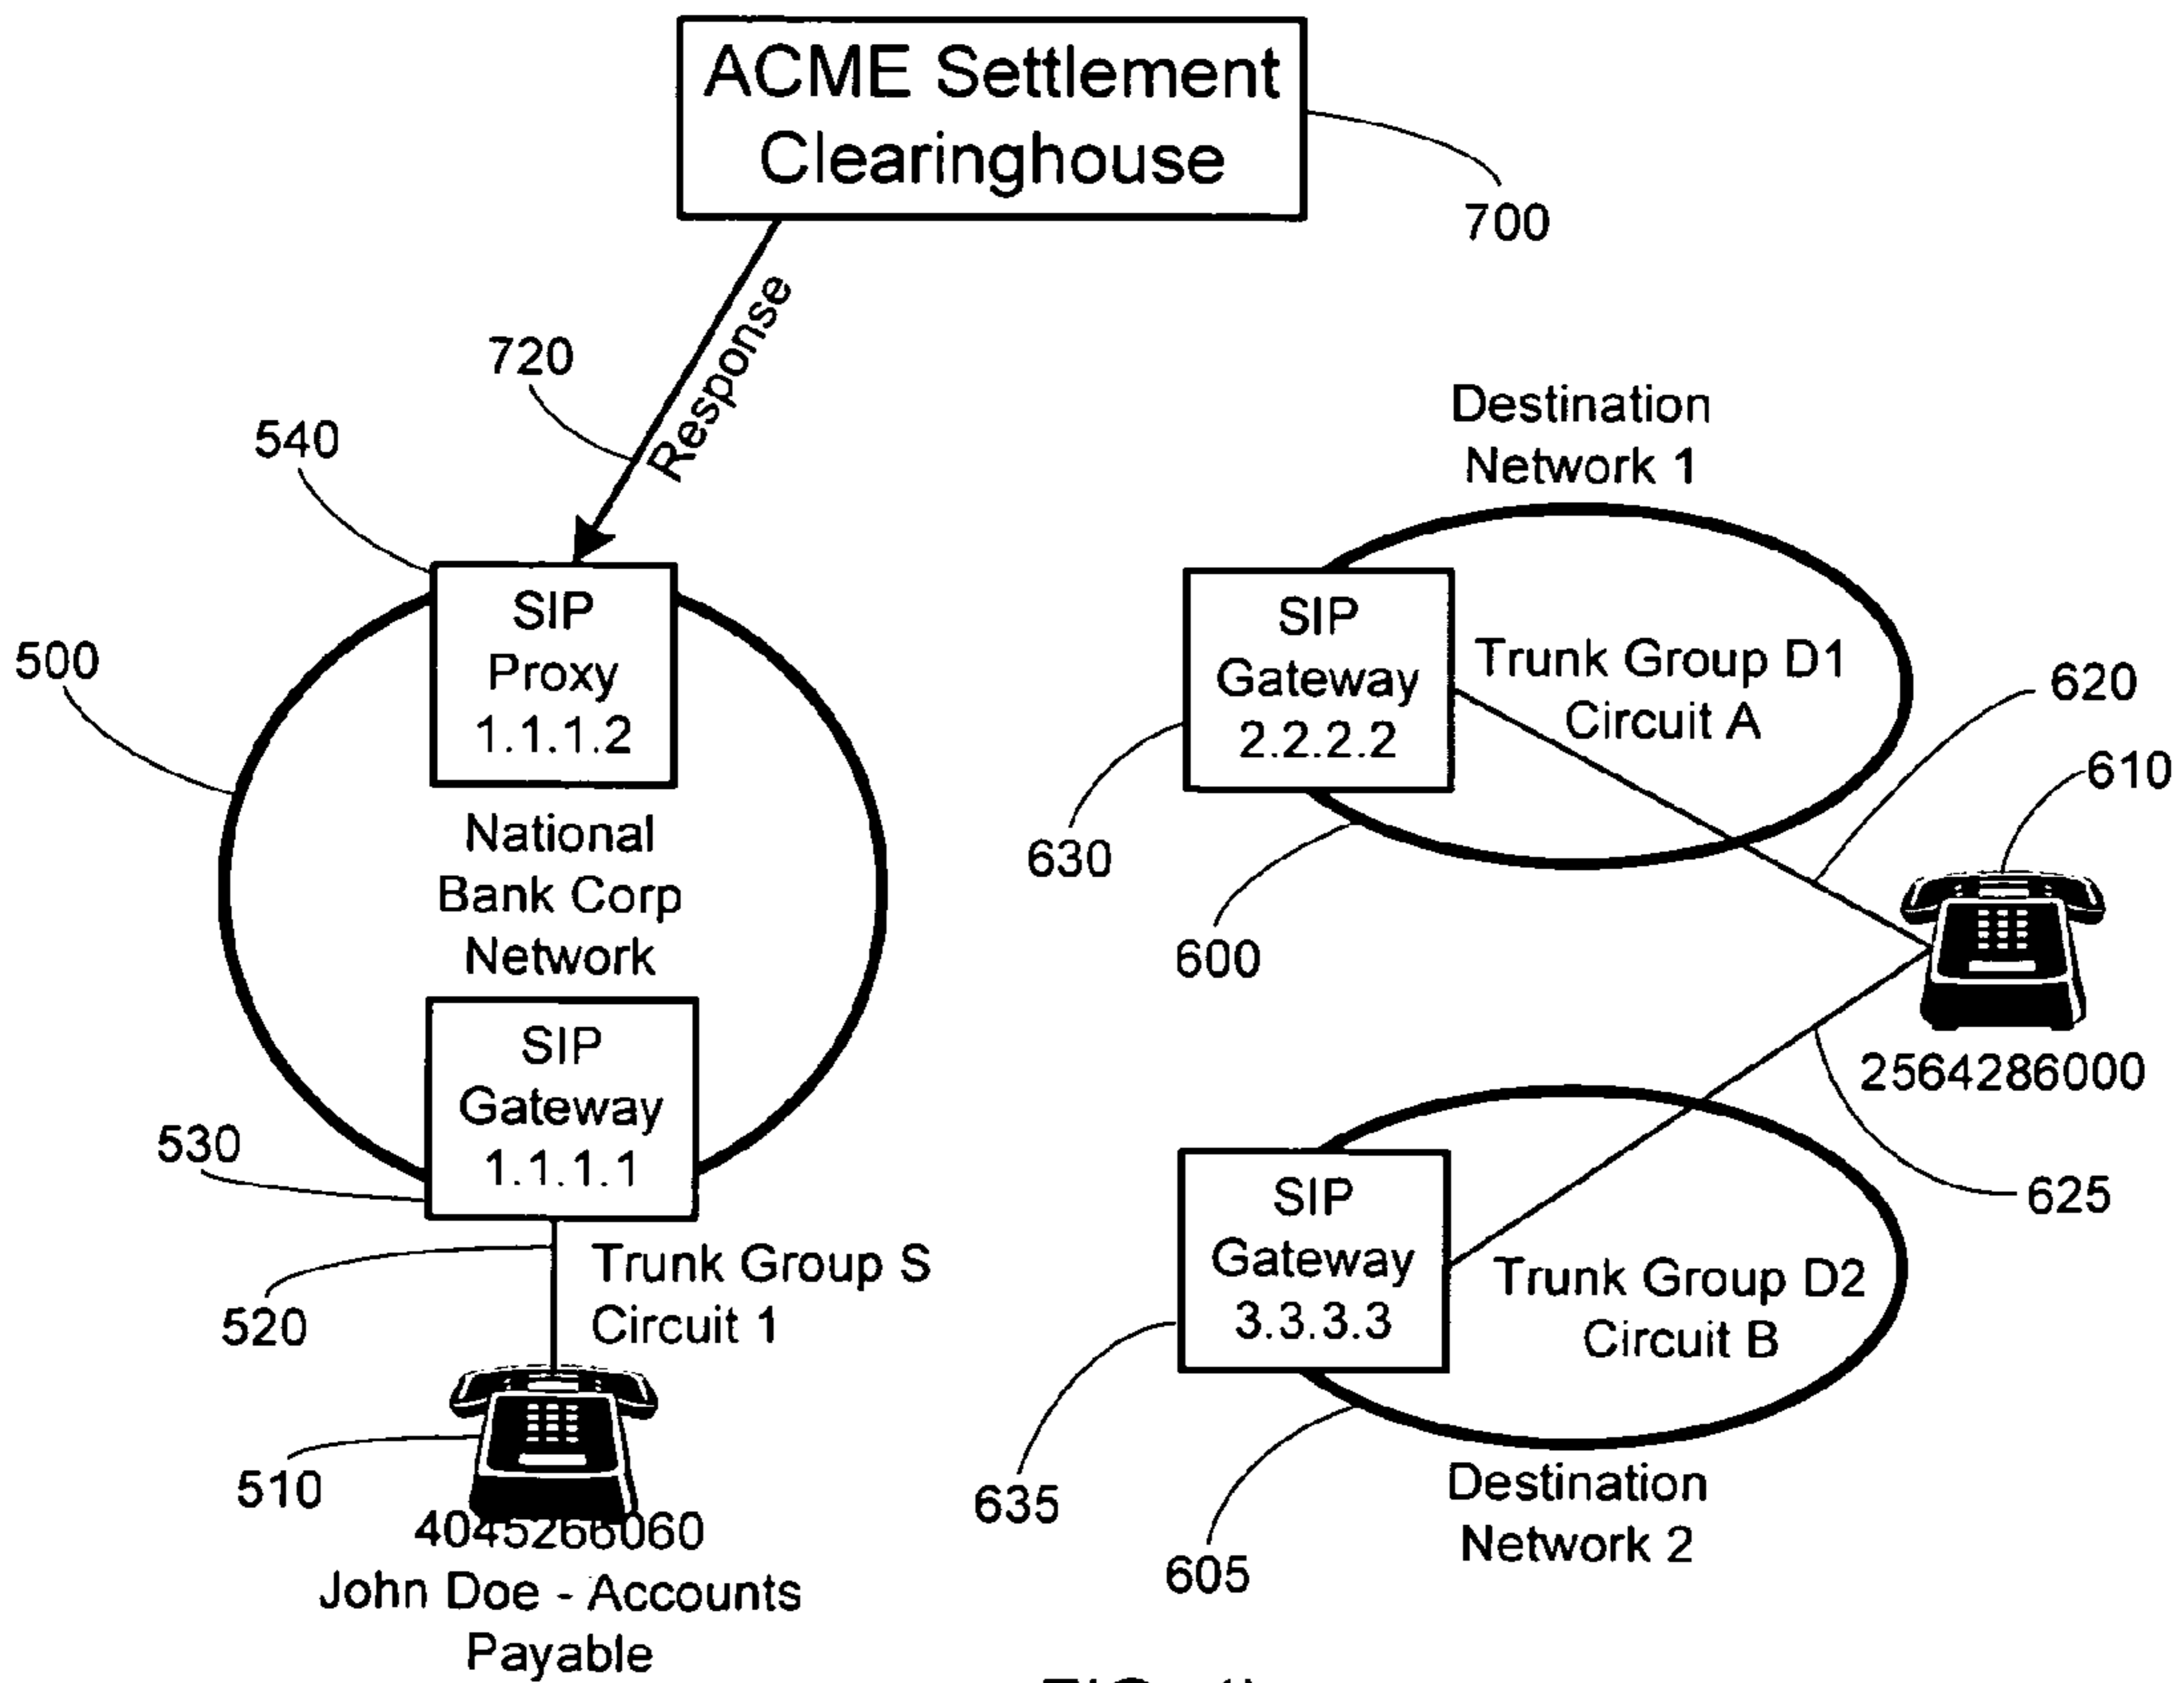 ACME Settlement
Clearinghouse
700
Response
720
540
500
SIP
Proxy
1.1.1.2
National
Bank Corp
Network
SIP
Gateway
1.1.1.1
530
520
Trunk Group S
Circuit 1
510
4045266060
John Doe - Accounts
Payable
Destination
Network 1
SIP
Gateway
2.2.2.2
Trunk Group D1
Circuit A
620
610
630
600
2564286000
625
SIP
Gateway
3.3.3.3
Trunk Group D2
Circuit B
635
605
Destination
Network 2